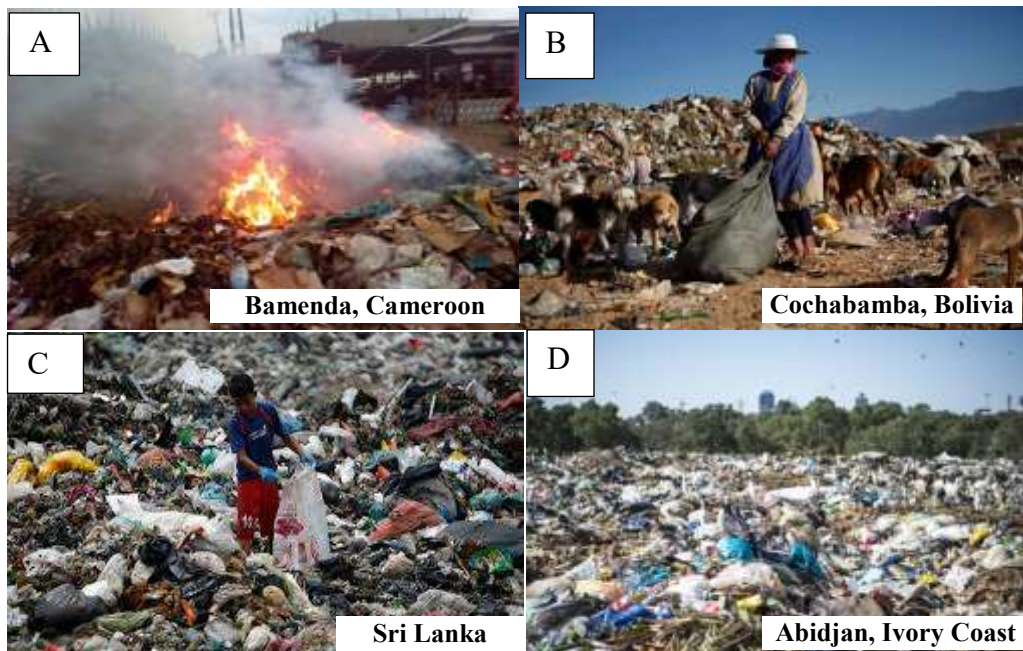 A
Bamenda, Cameroon
B
Cochabamba, Bolivia
C
Sri Lanka
D
Abidjan, Ivory Coast